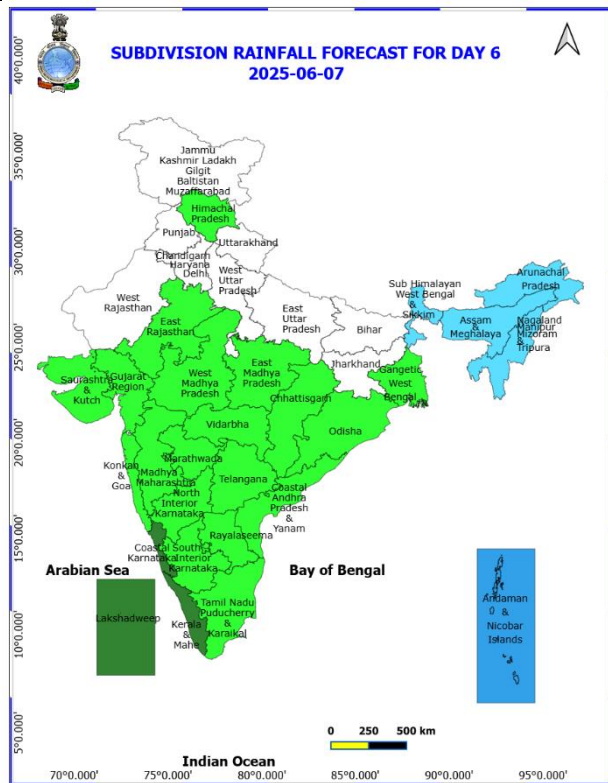 SUBDIVISION RAINFALL FORECAST FOR DAY 6
2025-06-07
40°0.000'
35°0.000'
30°0.000'
25°0.000'
20°0.000'
15°0.000'
10°0.000'
5°0.000'
Jammu
Kashmir Ladakh
Gilgit
Baltistan
Muzaffarabad
Himachal
Pradesh
Punjab
Uttarakhand
Chandigarh
Haryana
Delhi
West
Uttar
Pradesh
West
Rajasthan
East
Rajasthan
East
Uttar
Pradesh
Bihar
Sub Himalayan
West Bengal
&
Sikkim
Arunachal
Pradesh
Assam
&
Meghalaya
Nagaland
Manipur
Mizoram
&
Tripura
Jharkhand
Gangetic
West
Bengal
Saurashtra
&
Kutch
Gujarat
Region
West
Madhya
Pradesh
East
Madhya
Pradesh
Chhattisgarh
Vidarbha
Odisha
Konkan
&
Goa
Marathwada
Madhya
Maharashtra
Telangana
North
Interior
Karnataka
Coastal
Andhra
Pradesh
&
Yanam
Rayalaseema
Coastal
Karnataka
South
Interior
Karnataka
Arabian Sea
Bay of Bengal
Lakshadweep
Kerala
&
Mahe
Tamil Nadu
Puducherry
&
Karaikal
Andaman
&
Nicobar
Islands
0 250 500 km
Indian Ocean
70°0.000' 75°0.000' 80°0.000' 85°0.000' 90°0.000' 95°0.000'